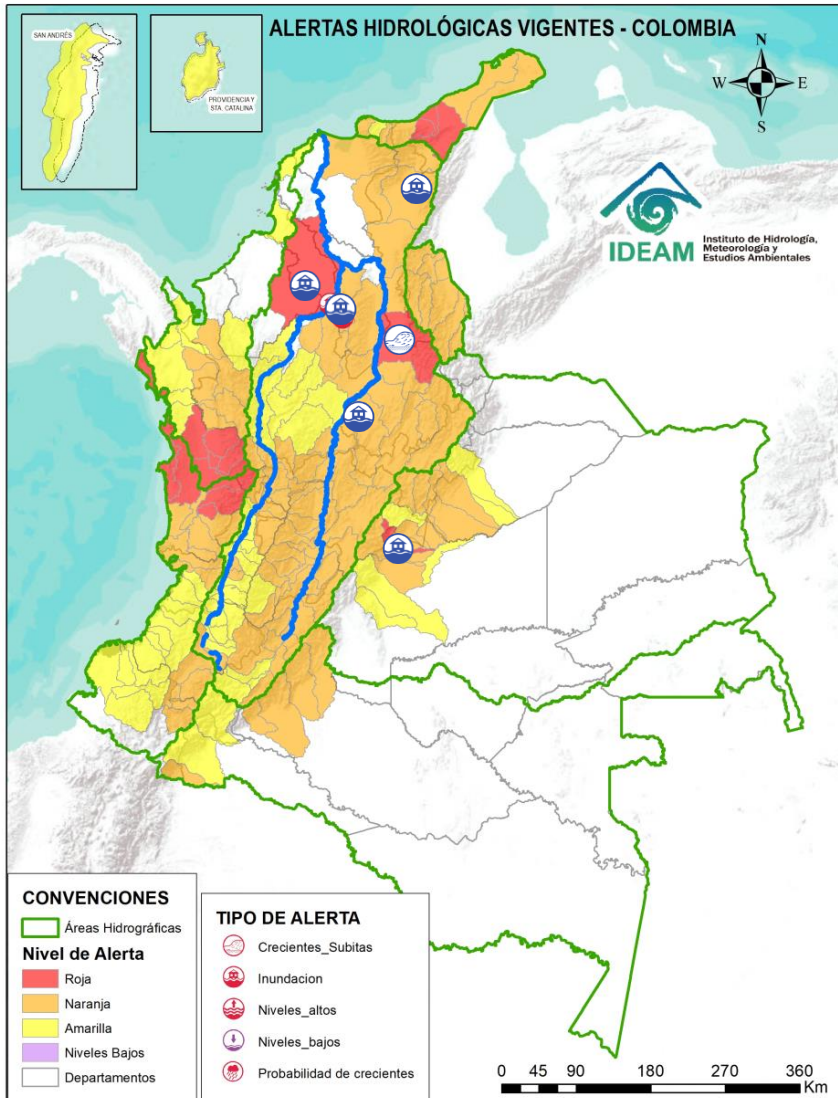 ALERTAS HIDROLÓGICAS VIGENTES - COLOMBIA
SAN ANDRÉS
PROVIDENCIA Y
STA. CATALINA
N
W
E
S
IDEAM
Instituto de Hidrología,
Meteorología y
Estudios Ambientales
CONVENCIONES
Áreas Hidrográficas
Nivel de Alerta
Roja
Naranja
Amarilla
Niveles Bajos
Departamentos
TIPO DE ALERTA
Crecientes_Subitas
Inundacion
Niveles_altos
Niveles_bajos
Probabilidad de crecientes
0 45 90 180 270 360
Km